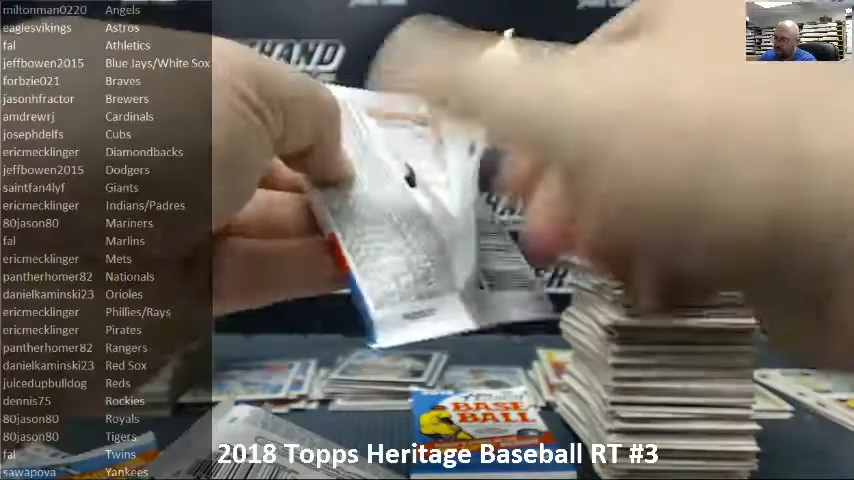 miltonman0220 Angels
eaglesvikings Astros
fal Athletics
jeffbowen2015 Blue Jays/White Sox
forbzie021 Braves
jasonhfractor Brewers
amdrewrj Cardinals
josephdelfs Cubs
ericmecklinger Diamondbacks
jeffbowen2015 Dodgers
saintfan4lyf Giants
ericmecklinger Indians/Padres
80jason80 Mariners
fal Marlins
ericmecklinger Mets
pantherhomer82 Nationals
danielkaminski23 Orioles
ericmecklinger Phillies/Rays
ericmecklinger Pirates
pantherhomer82 Rangers
danielkaminski23 Red Sox
juicedupbulldog Reds
dennis75 Rockies
80jason80 Royals
80jason80 Tigers
fal Twins
sawapova Yankees
HAND
BASE
BALL
2018 Topps Heritage Baseball RT #3